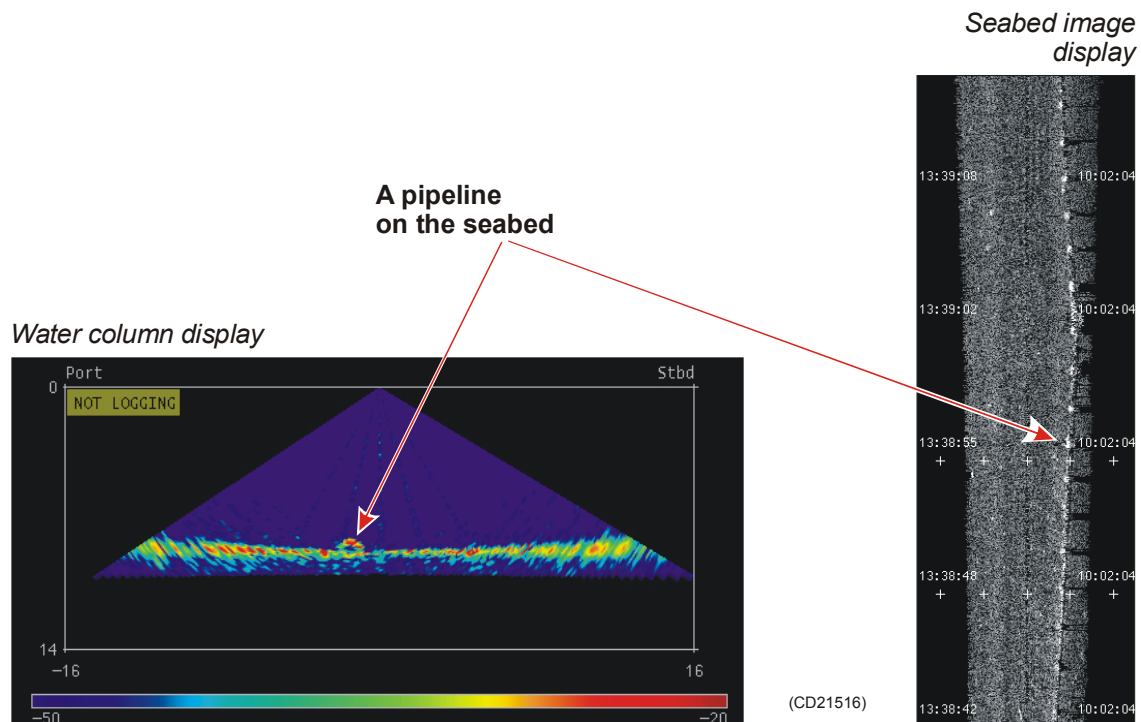 Seabed image
display
A pipeline
on the seabed
Water column display
Port
Stbd
0
NOT LOGGING
14
−16
16
−50
−20
(CD21516)
13:39:08
10:02:04
13:39:02
10:02:04
13:38:55
10:02:04
13:38:48
10:02:04
13:38:42
10:02:04